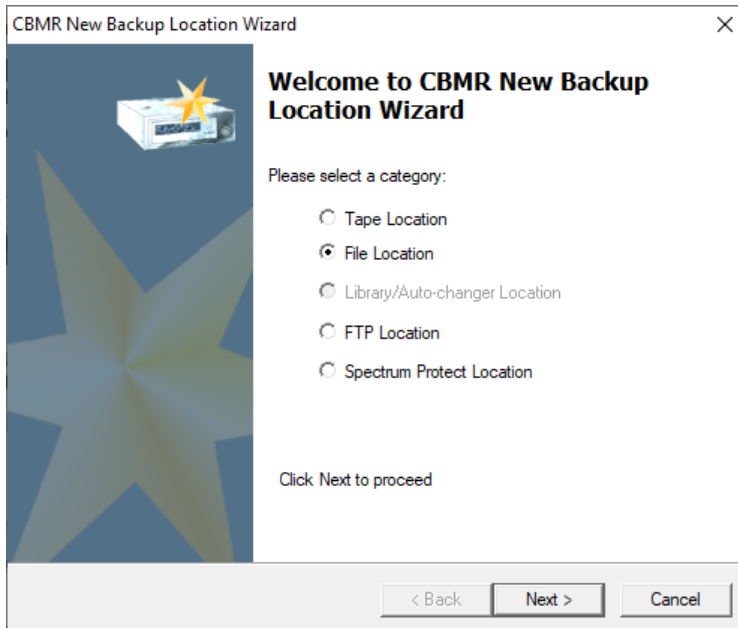 CBMR New Backup Location Wizard
Welcome to CBMR New Backup
Location Wizard
Please select a category:
Tape Location
File Location
Library/Auto-changer Location
FTP Location
Spectrum Protect Location
Click Next to proceed
< Back
Next >
Cancel